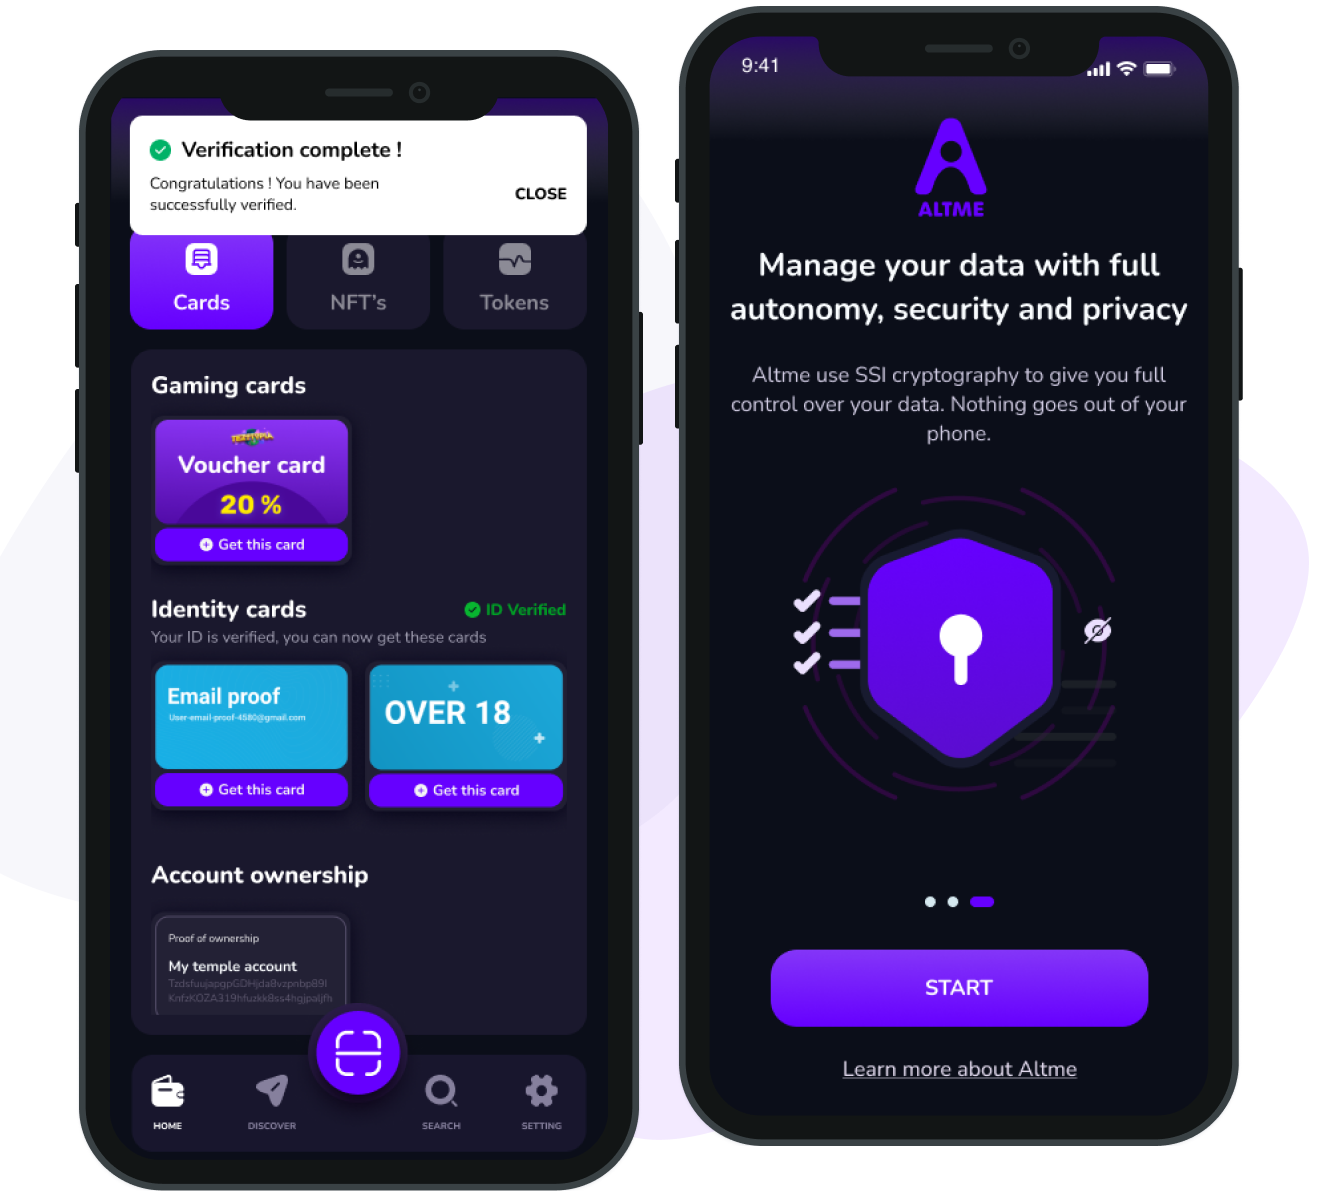 Verification complete !
Congratulations ! You have been
successfully verified.
CLOSE
Cards
NFT's
Tokens
Gaming cards
Voucher card
20 %
Get this card
Identity cards
ID Verified
Your ID is verified, you can now get these cards
Email proof
User-email-proof-4580@gmail.com
OVER 18
Get this card
Get this card
Account ownership
Proof of ownership
My temple account
HOME
DISCOVER
SEARCH
SETTING
9:41
ALTME
Manage your data with full
autonomy, security and privacy
Altme use SSI cryptography to give you full
control over your data. Nothing goes out of your
phone.
START
Learn more about Altme